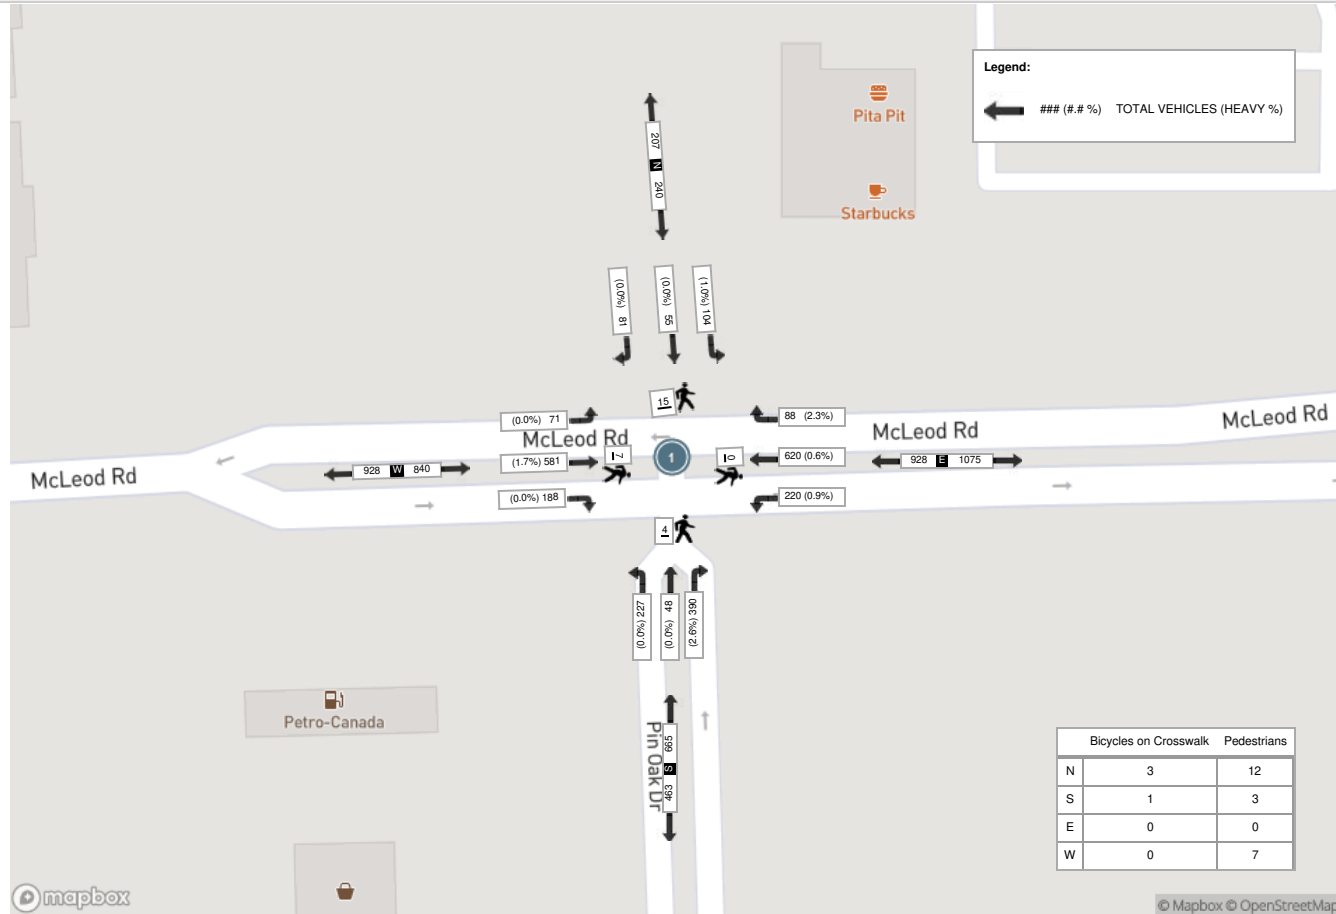 Legend:
### (#.# %) TOTAL VEHICLES (HEAVY %)
Pita Pit
Starbucks
207 N 240
(0.0%) 81
(0.0%) 55
(1.0%) 104
15
(0.0%) 71
88 (2.3%)
McLeod Rd
McLeod Rd
McLeod Rd
McLeod Rd
928 W 840
(1.7%) 581
7
1
0
620 (0.6%)
928 E 1075
(0.0%) 188
220 (0.9%)
4
(0.0%) 227
(0.0%) 48
(2.6%) 390
Petro-Canada
Pin Oak Dr
463 S 665
Bicycles on Crosswalk Pedestrians
N 3 12
S 1 3
E 0 0
W 0 7
mapbox
© Mapbox © OpenStreetMap